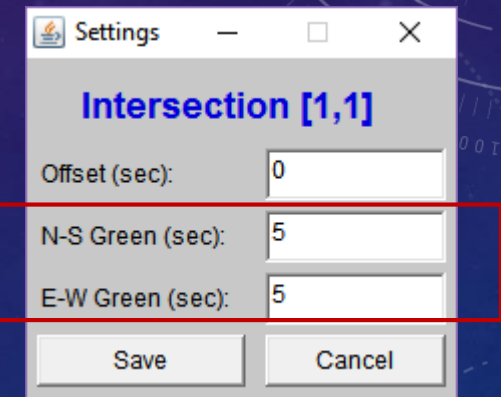 Settings
Intersection [1,1]
Offset (sec): 0
N-S Green (sec): 5
E-W Green (sec): 5
Save Cancel